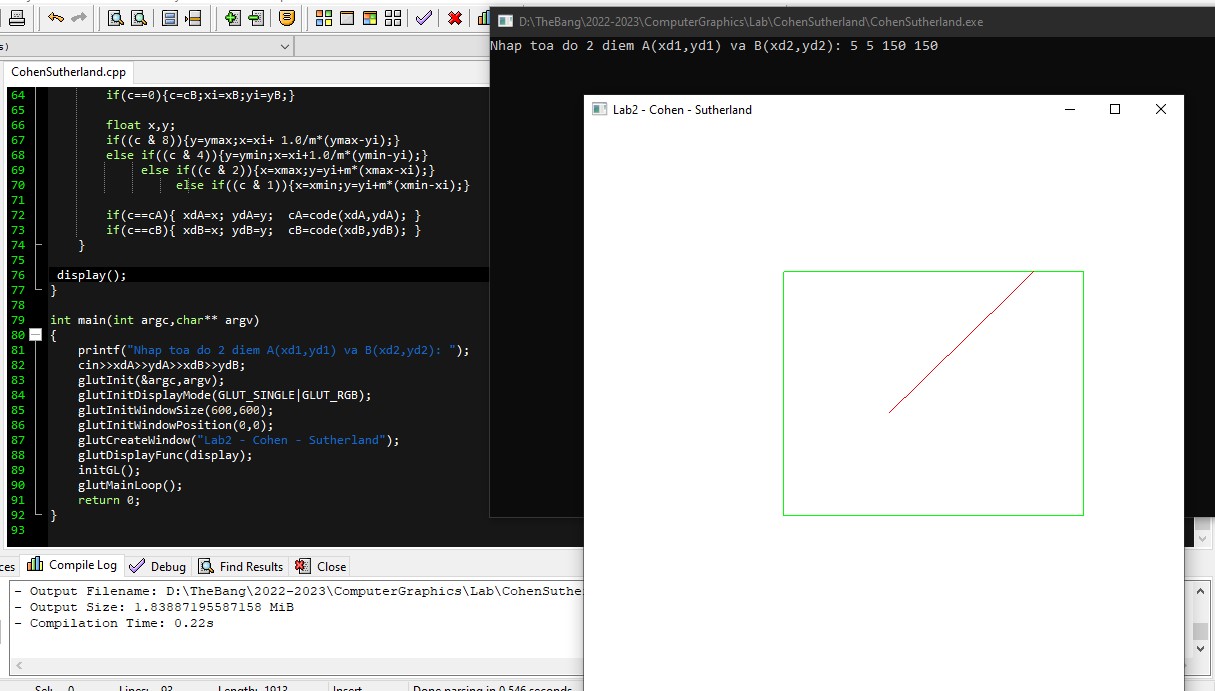 D:\TheBang\2022-2023\ComputerGraphics\Lab\CohenSutherland\CohenSutherland.exe
Nhap toa do 2 diem A(xd1,yd1) va B(xd2,yd2): 5 5 150 150
s)
CohenSutherland.cpp
Lab2 - Cohen - Sutherland
64 if(c==0){c=cB;xi=xB;yi=yB;}
65
66 float x,y;
67 if((c & 8)){y=ymax;x=xi+ 1.0/m*(ymax-yi);}
68 else if((c & 4)){y=ymin;x=xi+1.0/m*(ymin-yi);}
69 else if((c & 2)){x=xmax;y=yi+m*(xmax-xi);}
70 else if((c & 1)){x=xmin;y=yi+m*(xmin-xi);}
71
72 if(c==cA){ xdA=x; ydA=y;  cA=code(xdA,ydA); }
73 if(c==cB){ xdB=x; ydB=y;  cB=code(xdB,ydB); }
74 }
75
76 display();
77 }
78
79 int main(int argc,char** argv)
80 {
81 printf("Nhap toa do 2 diem A(xd1,yd1) va B(xd2,yd2): ");
82 cin>>xdA>>ydA>>xdB>>ydB;
83 glutInit(&argc,argv);
84 glutInitDisplayMode(GLUT_SINGLE|GLUT_RGB);
85 glutInitWindowSize(600,600);
86 glutInitWindowPosition(0,0);
87 glutCreateWindow("Lab2 - Cohen - Sutherland");
88 glutDisplayFunc(display);
89 initGL();
90 glutMainLoop();
91 return 0;
92 }
93
ces Compile Log Debug Find Results Close
- Output Filename: D:\TheBang\2022-2023\ComputerGraphics\Lab\CohenSuthe
- Output Size: 1.83887195587158 MiB
- Compilation Time: 0.22s
Sel: 0 Lines: 93 Length: 1913 Insert Done parsing in 0.546 seconds